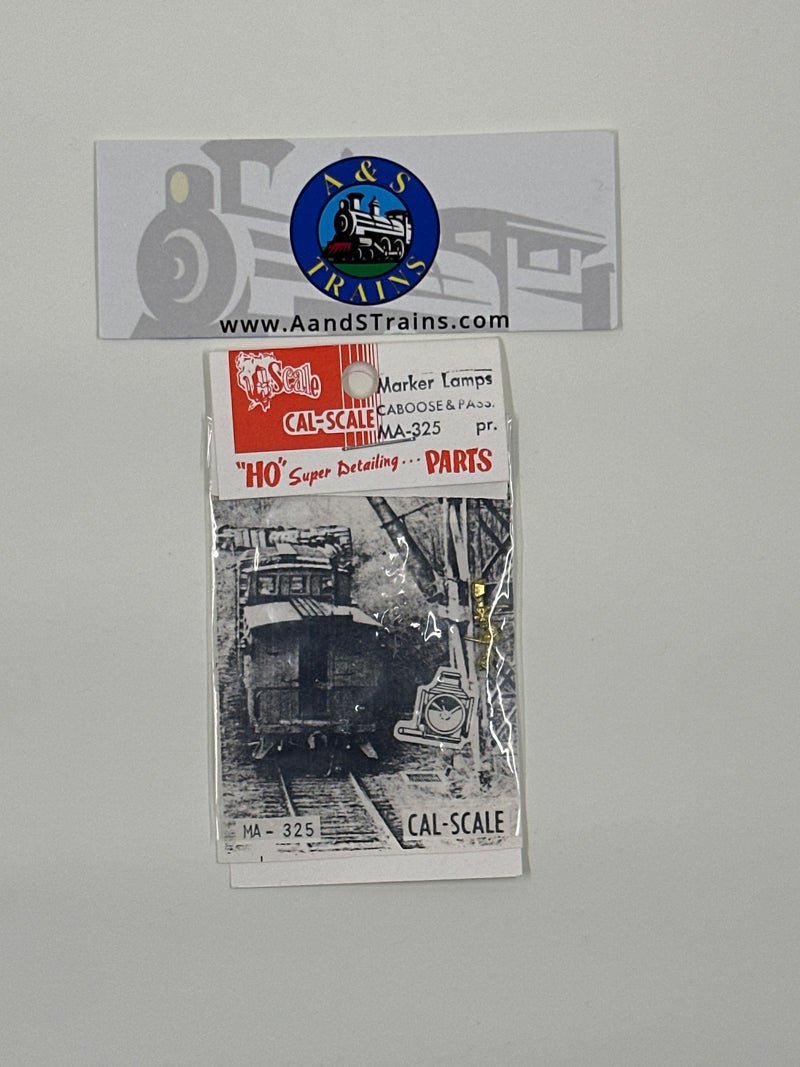 A & S
TRAINS
www.AandSTrains.com
Scale
CAL-SCALE
Marker Lamps
CABOOSE & PASS.
MA-325 pr.
"HO" Super Detailing... PARTS
MA - 325
CAL-SCALE